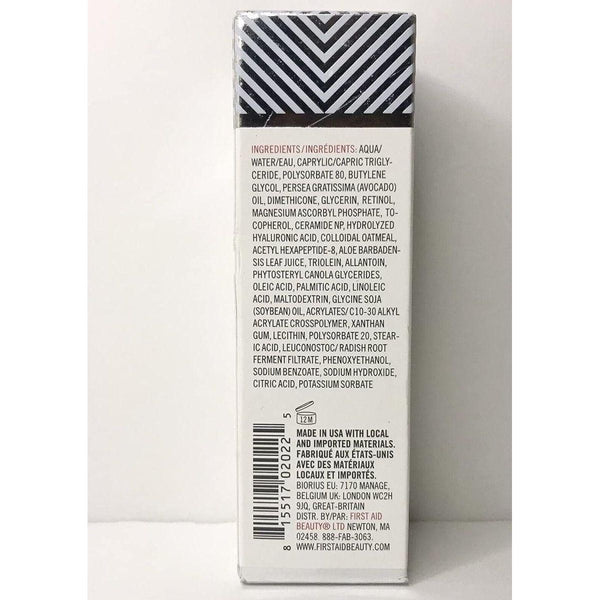 INGREDIENTS/INGRÉDIENTS: AQUA/
WATER/EAU, CAPRYLIC/CAPRIC TRIGLY-
CERIDE, POLYSORBATE 80, BUTYLENE
GLYCOL, PERSEA GRATISSIMA (AVOCADO)
OIL, DIMETHICONE, GLYCERIN, RETINOL,
MAGNESIUM ASCORBYL PHOSPHATE, TO-
COPHEROL, CERAMIDE NP, HYDROLYZED
HYALURONIC ACID, COLLOIDAL OATMEAL,
ACETYL HEXAPEPTIDE-8, ALOE BARBADEN-
SIS LEAF JUICE, TRIOLEIN, ALLANTOIN,
PHYTOSTERYL CANOLA GLYCERIDES,
OLEIC ACID, PALMITIC ACID, LINOLEIC
ACID, MALTODEXTRIN, GLYCINE SOJA
(SOYBEAN) OIL, ACRYLATES/ C10-30 ALKYL
ACRYLATE CROSSPOLYMER, XANTHAN
GUM, LECITHIN, POLYSORBATE 20, STEAR-
IC ACID, LEUCONOSTOC/ RADISH ROOT
FERMENT FILTRATE, PHENOXYETHANOL,
SODIUM BENZOATE, SODIUM HYDROXIDE,
CITRIC ACID, POTASSIUM SORBATE
12M
MADE IN USA WITH LOCAL
AND IMPORTED MATERIALS.
FABRIQUÉ AUX ÉTATS-UNIS
AVEC DES MATÉRIAUX
LOCAUX ET IMPORTÉS.
BIORIUS EU: 7170 MANAGE,
BELGIUM UK: LONDON WC2H
9JQ, GREAT-BRITAIN
DISTR. BY/PAR: FIRST AID
BEAUTY® LTD NEWTON, MA
02458 888-FAB-3063.
WWW.FIRSTAIDBEAUTY.COM
8 15517 02022 5